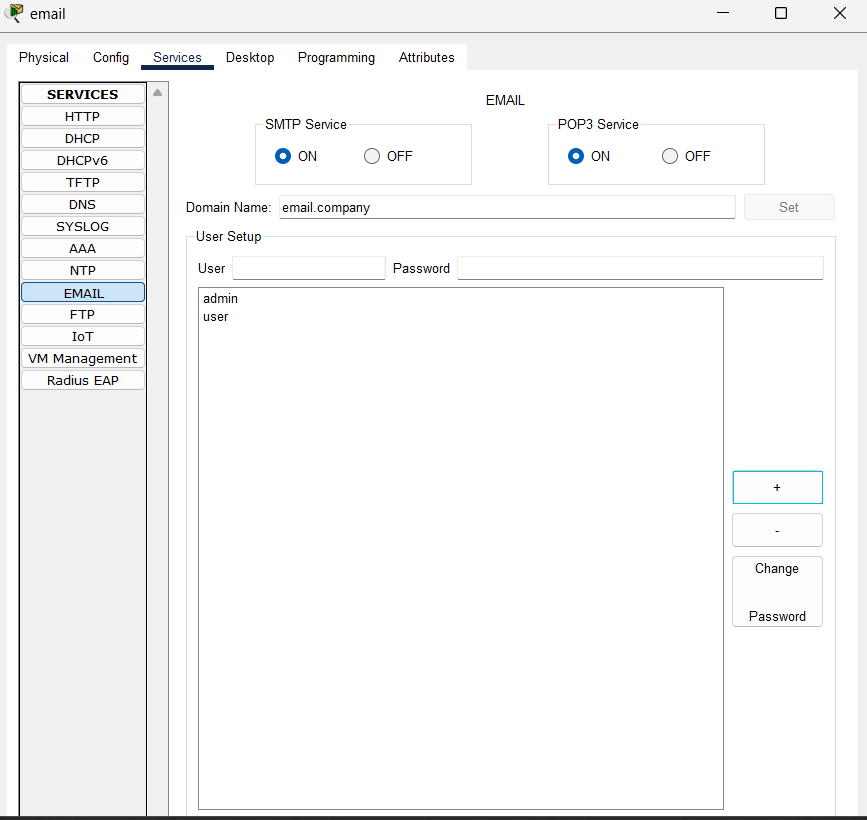 email
Physical Config Services Desktop Programming Attributes
SERVICES
HTTP
DHCP
DHCPv6
TFTP
DNS
SYSLOG
AAA
NTP
EMAIL
FTP
IoT
VM Management
Radius EAP
EMAIL
SMTP Service
ON OFF
POP3 Service
ON OFF
Domain Name: email.company Set
User Setup
User Password
admin
user
+
-
Change
Password